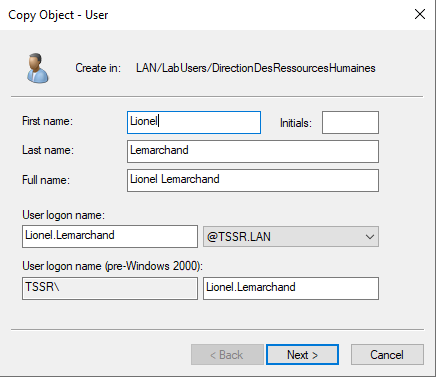 Copy Object - User
Create in: LAN/LabUsers/DirectionDesRessourcesHumaines
First name: Lionel Initials:
Last name: Lemarchand
Full name: Lionel Lemarchand
User logon name:
Lionel.Lemarchand @TSSR.LAN
User logon name (pre-Windows 2000):
TSSR\ Lionel.Lemarchand
< Back Next > Cancel